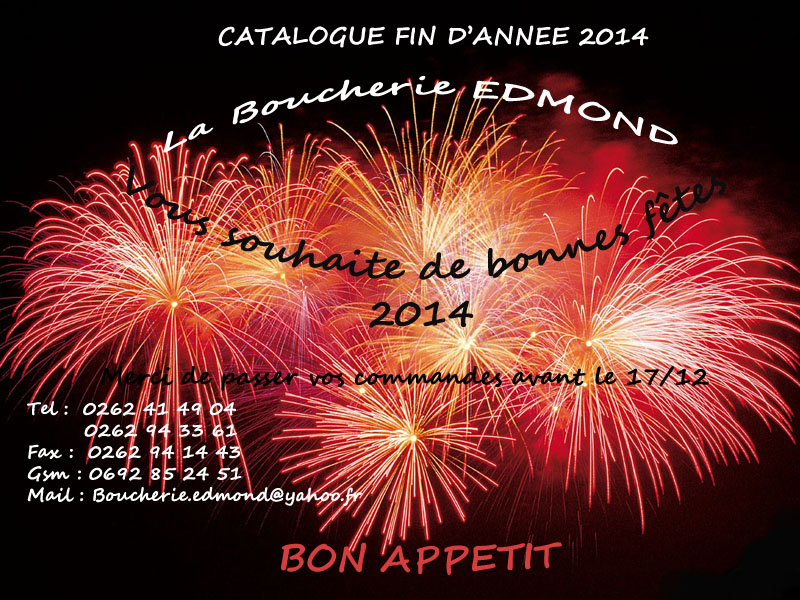 CATALOGUE FIN D'ANNEE 2014
La Boucherie EDMOND
Vous souhaite de bonnes fêtes
2014
Merci de passer vos commandes avant le 17/12
Tel : 0262 41 49 04
0262 94 33 61
Fax : 0262 94 14 43
Gsm : 0692 85 24 51
Mail : Boucherie.edmond@yahoo.fr
BON APPETIT